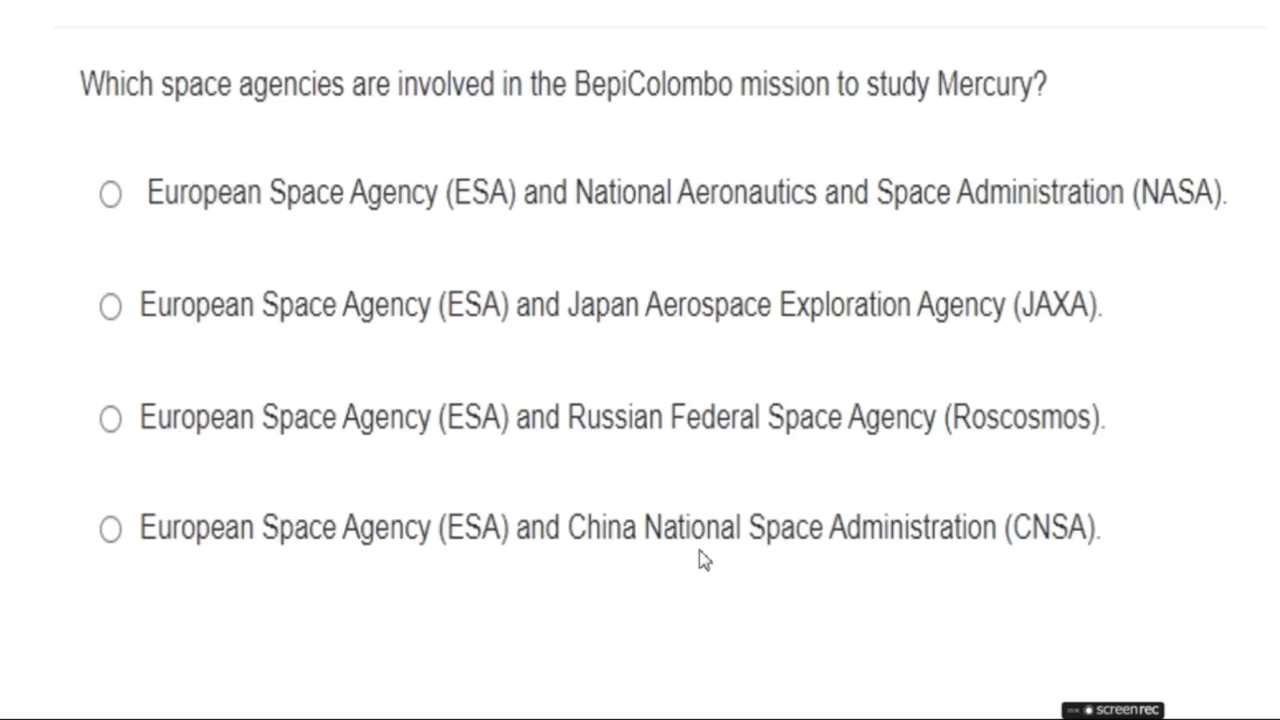 Which space agencies are involved in the BepiColombo mission to study Mercury?
European Space Agency (ESA) and National Aeronautics and Space Administration (NASA).
European Space Agency (ESA) and Japan Aerospace Exploration Agency (JAXA).
European Space Agency (ESA) and Russian Federal Space Agency (Roscosmos).
European Space Agency (ESA) and China National Space Administration (CNSA).
screenrec